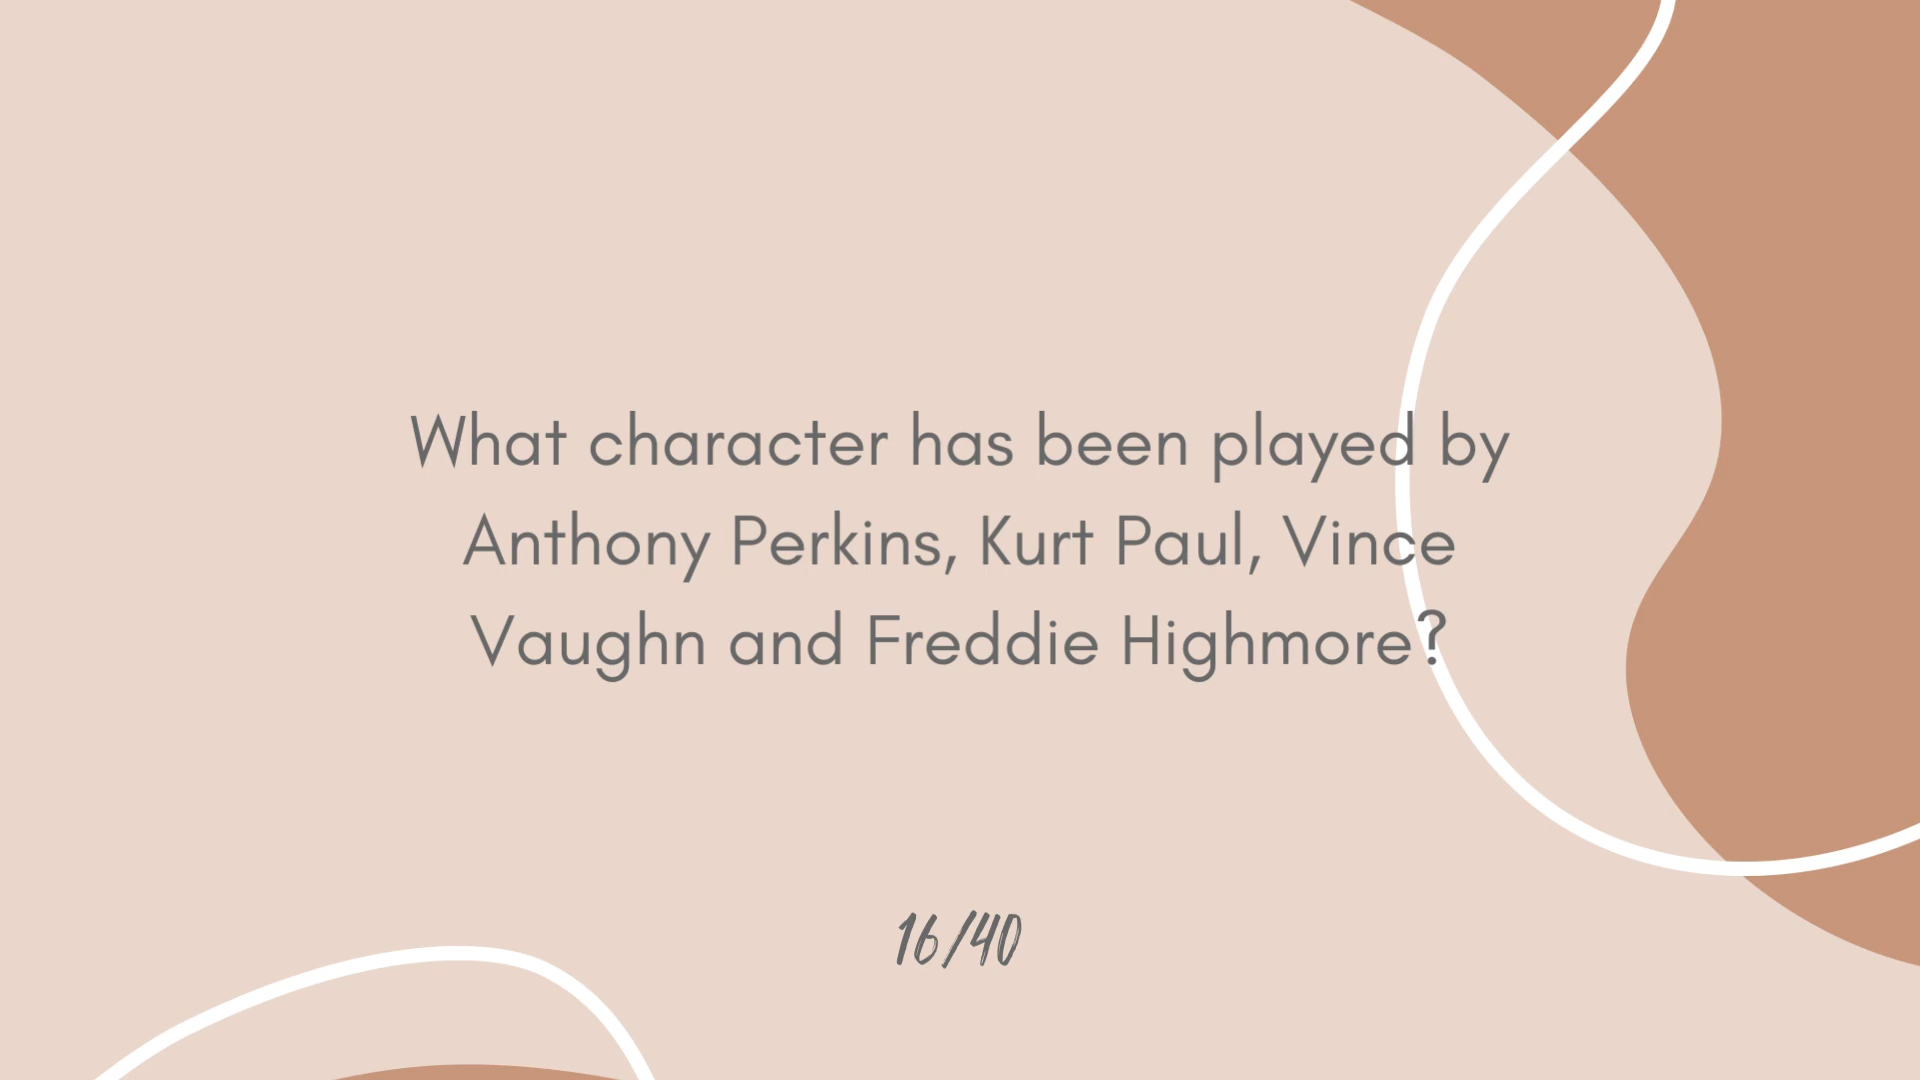 What character has been played by
Anthony Perkins, Kurt Paul, Vince
Vaughn and Freddie Highmore?
16/40